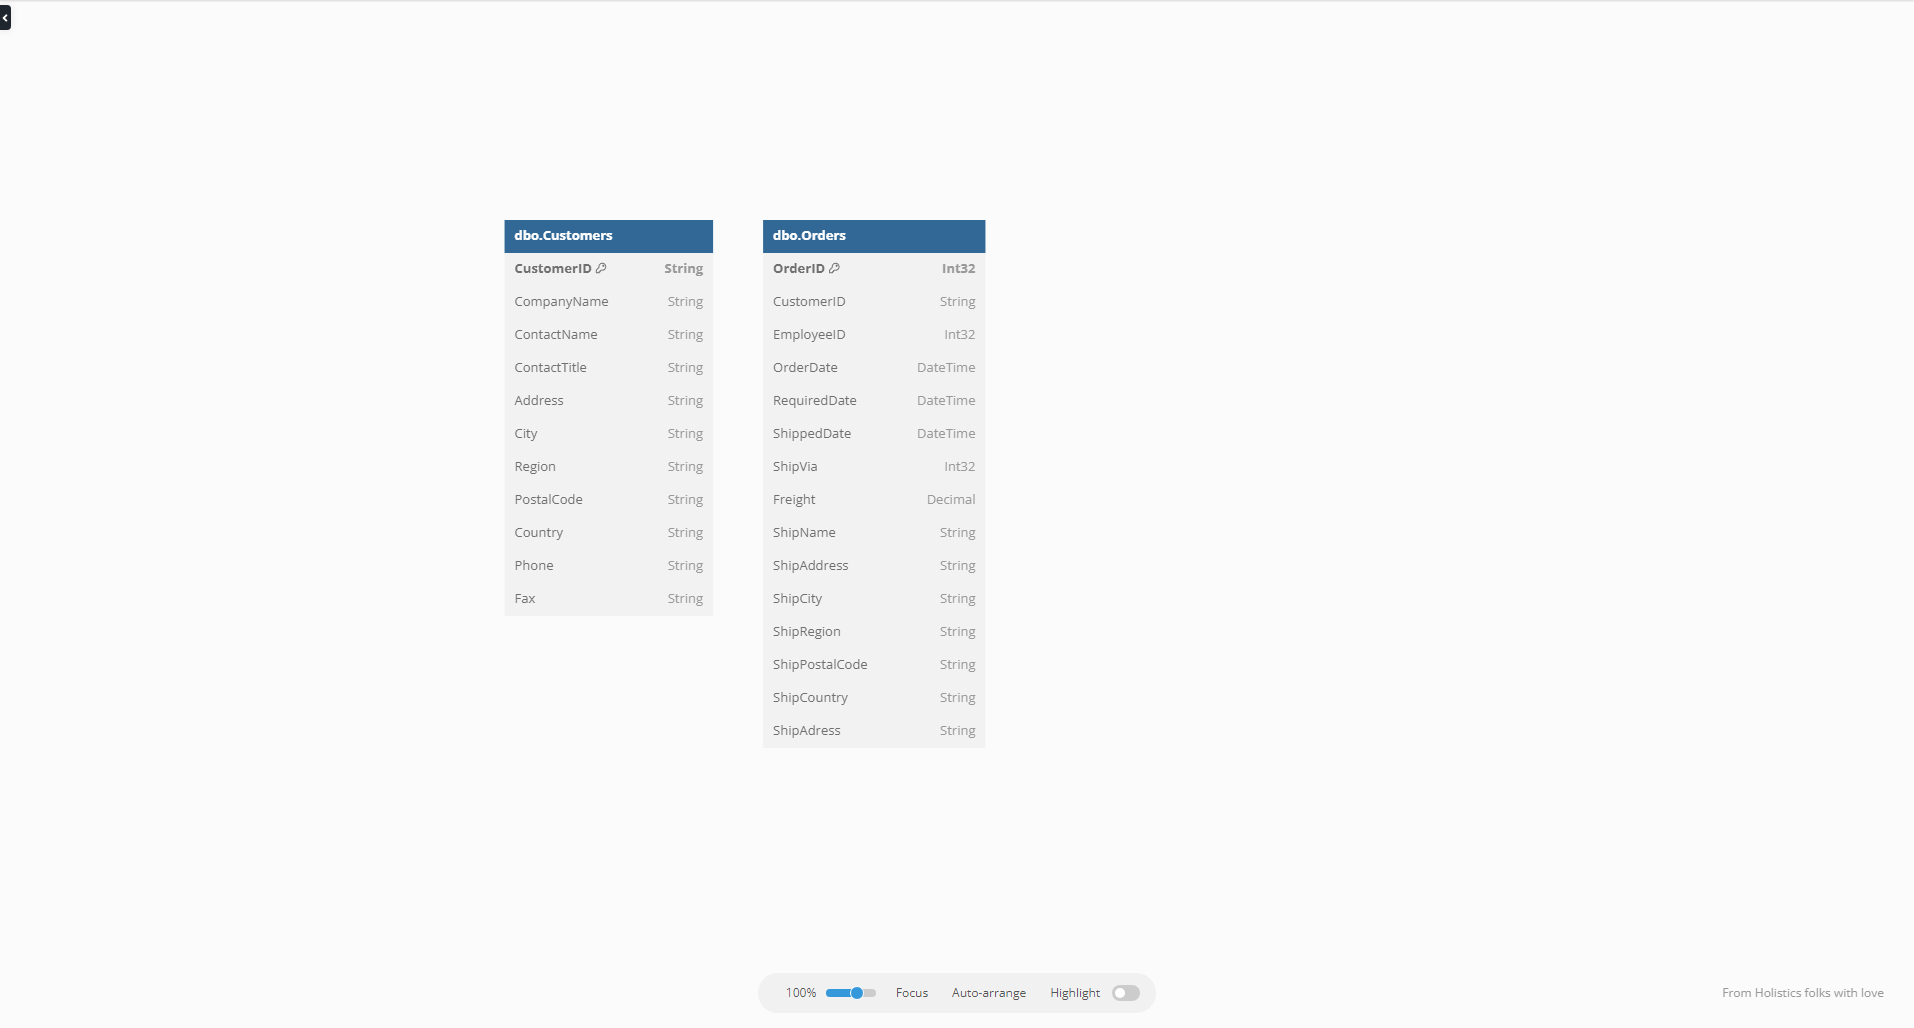 dbo.Customers
CustomerID String
CompanyName String
ContactName String
ContactTitle String
Address String
City String
Region String
PostalCode String
Country String
Phone String
Fax String
dbo.Orders
OrderID Int32
CustomerID String
EmployeeID Int32
OrderDate DateTime
RequiredDate DateTime
ShippedDate DateTime
ShipVia Int32
Freight Decimal
ShipName String
ShipAddress String
ShipCity String
ShipRegion String
ShipPostalCode String
ShipCountry String
ShipAdress String
100% Focus Auto-arrange Highlight
From Holistics folks with love